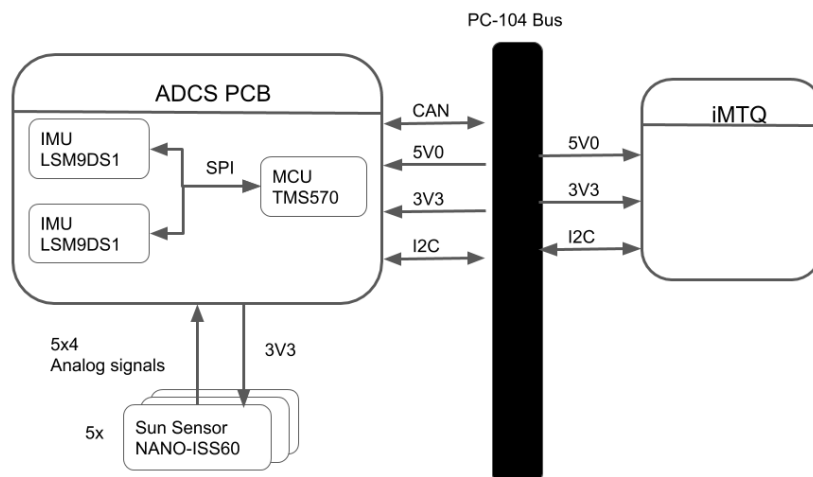 PC-104 Bus
ADCS PCB
iMTQ
IMU
LSM9DS1
SPI
MCU
TMS570
IMU
LSM9DS1
CAN
5V0
3V3
I2C
5V0
3V3
I2C
5x4
Analog signals
3V3
5x
Sun Sensor
NANO-ISS60